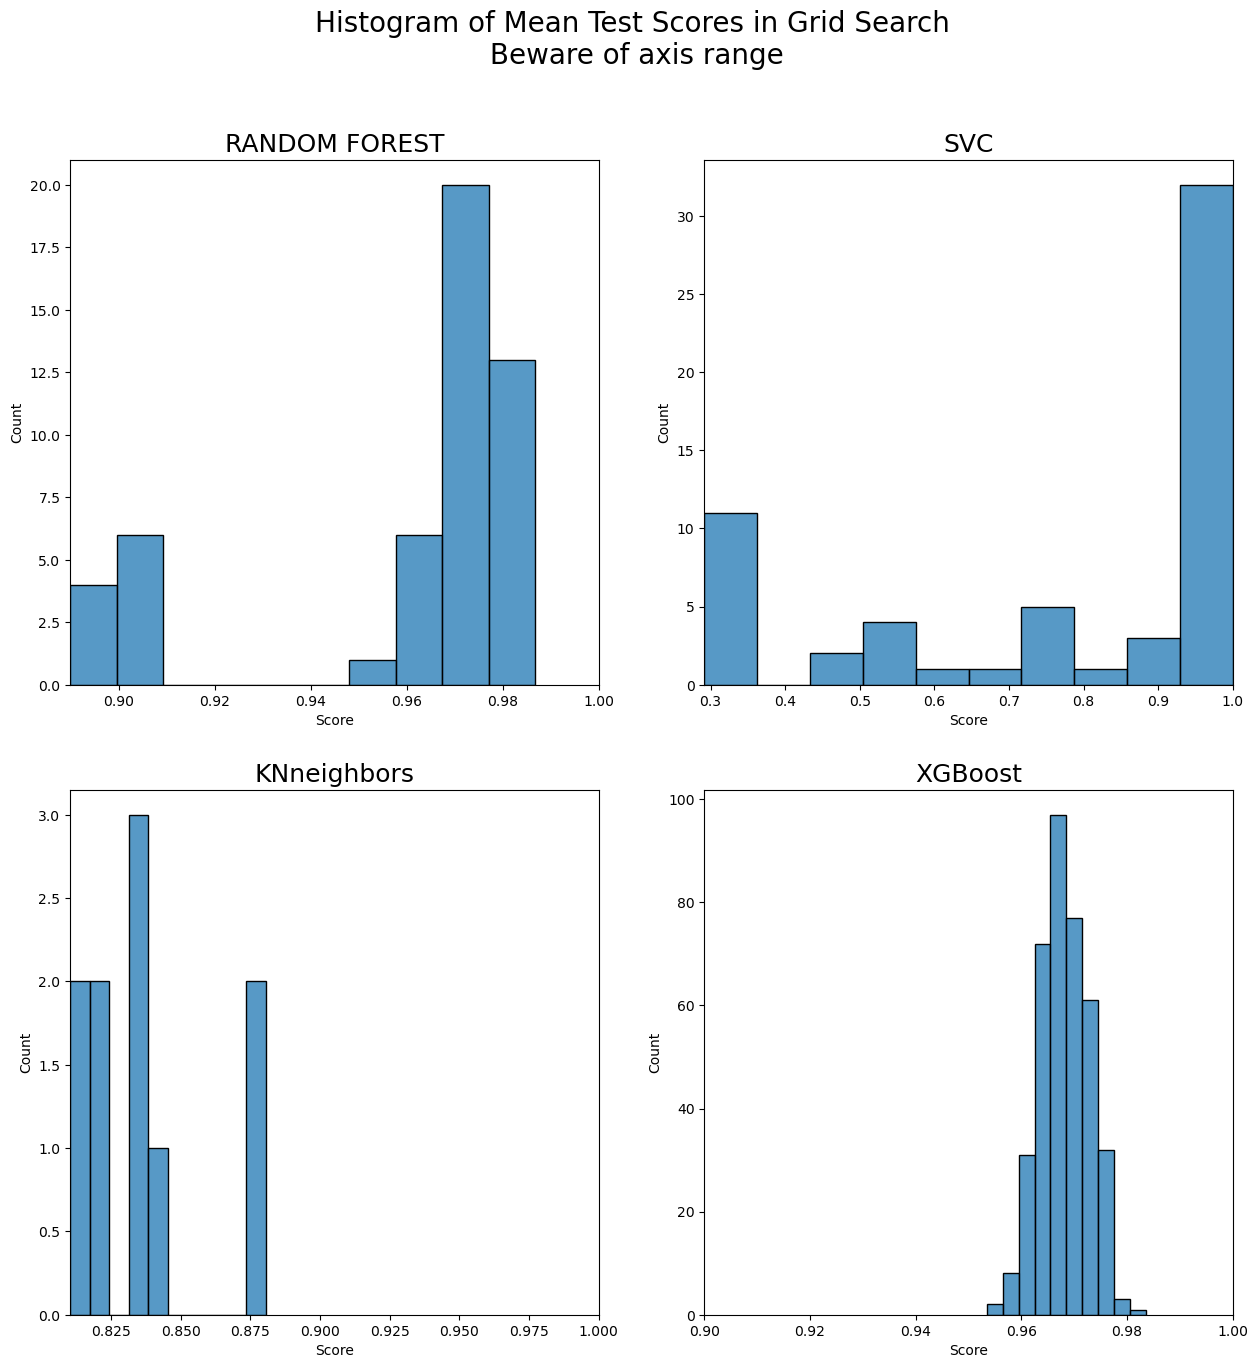 Histogram of Mean Test Scores in Grid Search
Beware of axis range
RANDOM FOREST
20.0
17.5
15.0
12.5
10.0
7.5
5.0
2.5
0.0
Count
0.90 0.92 0.94 0.96 0.98 1.00
Score
SVC
30
25
20
15
10
5
0
Count
0.3 0.4 0.5 0.6 0.7 0.8 0.9 1.0
Score
KNneighbors
3.0
2.5
2.0
1.5
1.0
0.5
0.0
Count
0.825 0.850 0.875 0.900 0.925 0.950 0.975 1.000
Score
XGBoost
100
80
60
40
20
0
Count
0.90 0.92 0.94 0.96 0.98 1.00
Score